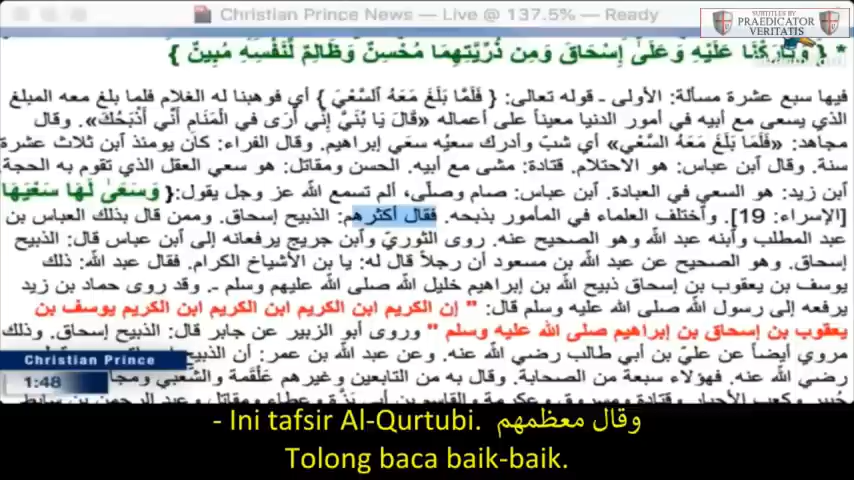 Christian Prince News — Live @ 137.5% — Ready
SUBTITLES BY
PRAEDICATOR
VERITATIS
* { وَبَارَكْنَا عَلَيْهِ وَعَلَىٰ إِسْحَاقَ وَمِن ذُرِّيَّتِهِمَا مُحْسِنٌ وَظَالِمٌ لِّنَفْسِهِ مُبِينٌ }
فيها سبع عشرة مسألة: الأولى ـ قوله تعالى: { فَلَمَّا بَلَغَ مَعَهُ ٱلسَّعْيَ } أي فوهبنا له الغلام فلما بلغ معه المبلغ
الذي يسعى مع أبيه في أمور الدنيا معيناً على أعماله «قَالَ يَا بُنَيَّ إِنِّي أَرَى فِي الْمَنَامِ أَنِّي أَذْبَحُكَ». وقال
مجاهد: «فَلَمَّا بَلَغَ مَعَهُ السَّعْيَ» أي شبّ وأدرك سعيُه سعي إبراهيم. وقال الفراء: كان يومئذ ابن ثلاث عشرة
سنة. وقال ابن عباس: هو الاحتلام. قتادة: مشى مع أبيه. الحسن ومقاتل: هو سعي العقل الذي تقوم به الحجة
ابن زيد: هو السعي في العبادة. ابن عباس: صام وصلّى، ألم تسمع الله عز وجل يقول:{ وَسَعَىٰ لَهَا سَعْيَهَا
[الإسراء: 19]. وٱختلف العلماء في المأمور بذبحه. فقال أكثرهم: الذبيح إسحاق. وممن قال بذلك العباس بن
عبد المطلب وٱبنه عبد الله وهو الصحيح عنه. روى الثوريّ وٱبن جريج يرفعانه إلى ٱبن عباس قال: الذبيح
إسحاق. وهو الصحيح عن عبد الله بن مسعود أن رجلاً قال له: يا بن الأشياخ الكرام. فقال عبد الله: ذلك
يوسف بن يعقوب بن إسحاق ذبيح الله بن إبراهيم خليل الله صلى الله عليهم وسلم ـ. وقد روى حماد بن زيد
يرفعه إلى رسول الله صلى الله عليه وسلم قال: " إن الكريم ابن الكريم ابن الكريم ابن الكريم يوسف بن
يعقوب بن إسحاق بن إبراهيم صلى الله عليه وسلم " وروى أبو الزبير عن جابر قال: الذبيح إسحاق. وذلك
مروي أيضاً عن عليّ بن أبي طالب رضي الله عنه. وعن عبد الله بن عمر: أن الذبيح
رضي الله عنه. فهؤلاء سبعة من الصحابة. وقال به من التابعين وغيرهم علقمة والشعبي
Christian Prince
1:48
- Ini tafsir Al-Qurtubi. وقال معظمهم
Tolong baca baik-baik.